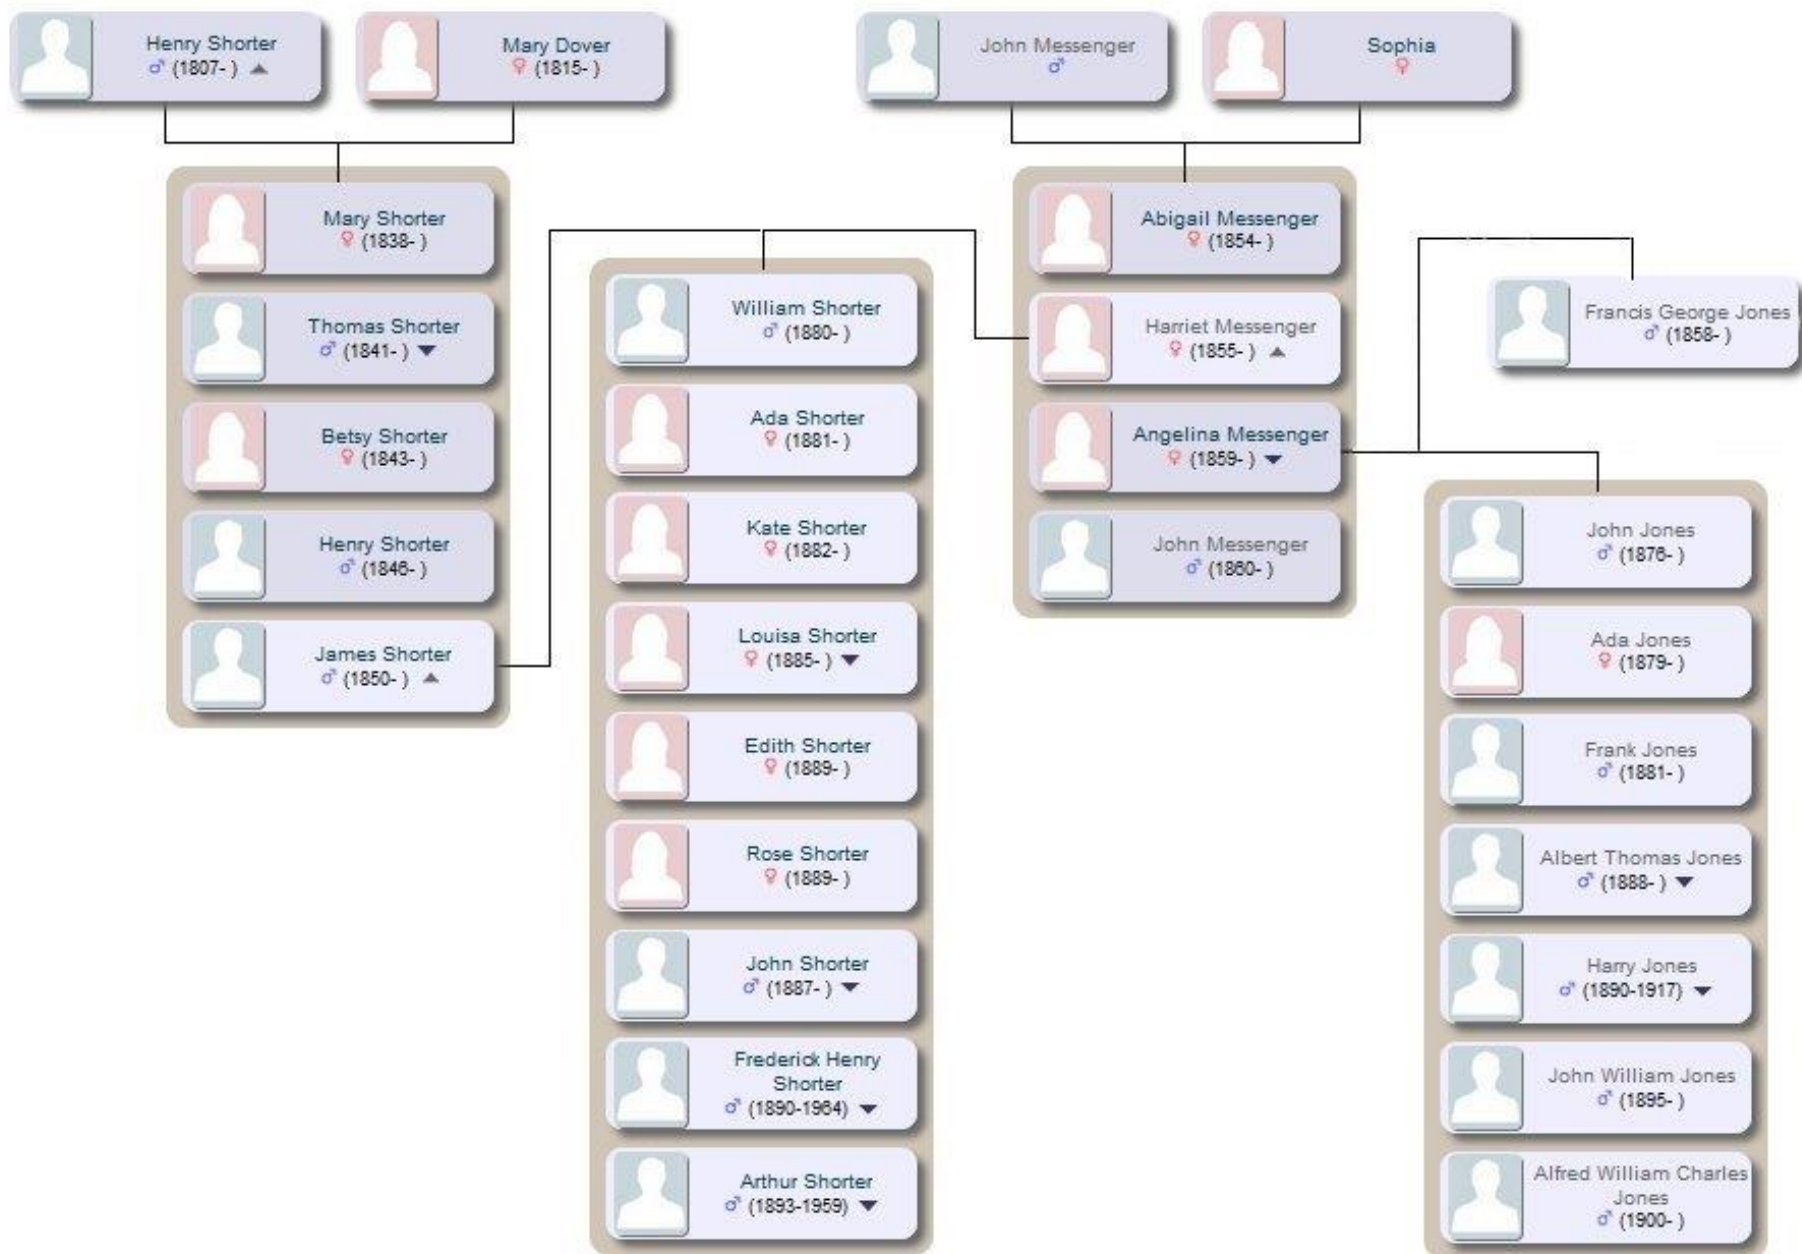 Henry Shorter
♂ (1807- ) ▲
Mary Dover
♀ (1815- )
John Messenger
♂
Sophia
♀
Mary Shorter
♀ (1838- )
Thomas Shorter
♂ (1841- ) ▼
Betsy Shorter
♀ (1843- )
Henry Shorter
♂ (1846- )
James Shorter
♂ (1850- ) ▲
William Shorter
♂ (1880- )
Ada Shorter
♀ (1881- )
Kate Shorter
♀ (1882- )
Louisa Shorter
♀ (1885- ) ▼
Edith Shorter
♀ (1889- )
Rose Shorter
♀ (1889- )
John Shorter
♂ (1887- ) ▼
Frederick Henry
Shorter
♂ (1890-1964) ▼
Arthur Shorter
♂ (1893-1959) ▼
Abigail Messenger
♀ (1854- )
Harriet Messenger
♀ (1855- ) ▲
Angelina Messenger
♀ (1859- ) ▼
John Messenger
♂ (1860- )
Francis George Jones
♂ (1858- )
John Jones
♂ (1876- )
Ada Jones
♀ (1879- )
Frank Jones
♂ (1881- )
Albert Thomas Jones
♂ (1888- ) ▼
Harry Jones
♂ (1890-1917) ▼
John William Jones
♂ (1895- )
Alfred William Charles
Jones
♂ (1900- )